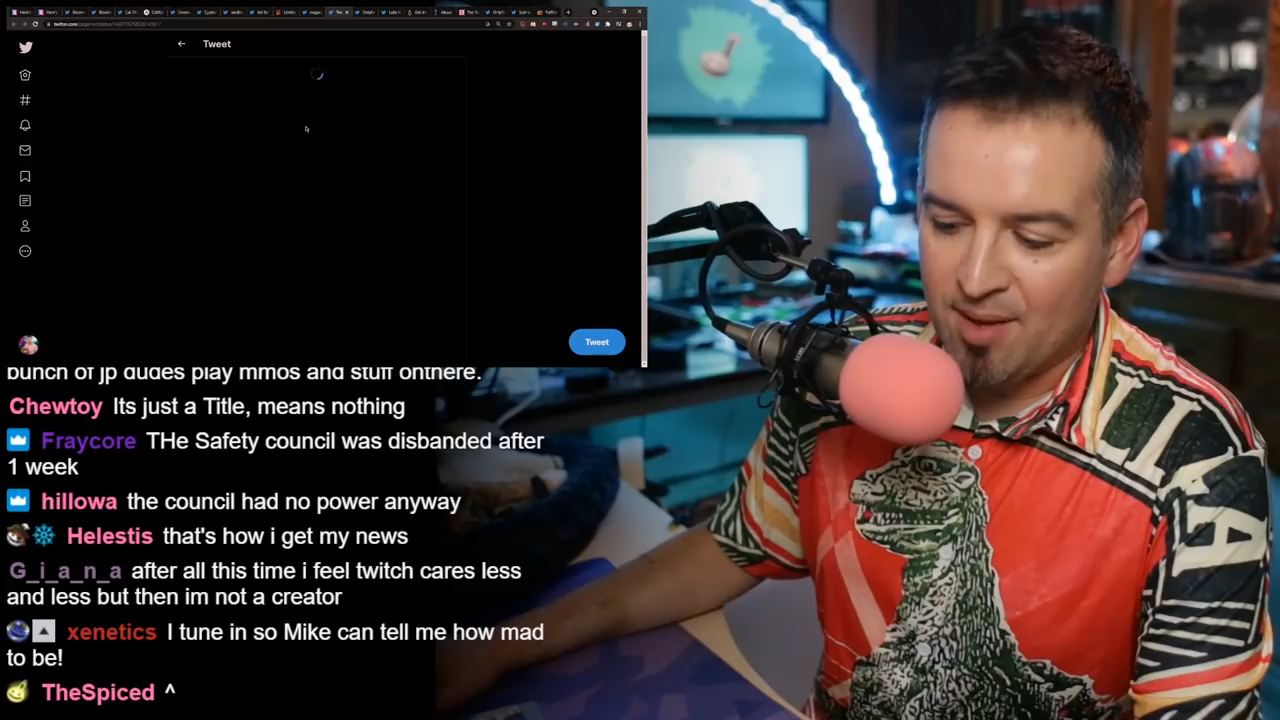 Tweet
Tweet
bunch of jp dudes play mmos and stuff onthere.
Chewtoy Its just a Title, means nothing
Fraycore THe Safety council was disbanded after
1 week
hillowa the council had no power anyway
Helestis that's how i get my news
G_i_a_n_a after all this time i feel twitch cares less
and less but then im not a creator
xenetics I tune in so Mike can tell me how mad
to be!
TheSpiced ^